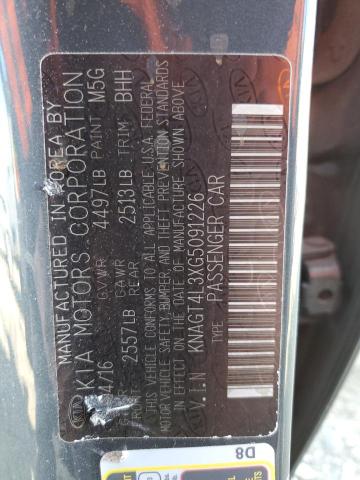 MANUFACTURED IN KOREA BY
KIA MOTORS CORPORATION
4/16 GVWR 4497LB PAINT M5G
GAWR
FRONT 2557LB REAR 2513LB TRIM BHH
THIS VEHICLE CONFORMS TO ALL APPLICABLE U.S.A. FEDERAL
MOTOR VEHICLE SAFETY, BUMPER, AND THEFT PREVENTION STANDARDS
IN EFFECT ON THE DATE OF MANUFACTURE SHOWN ABOVE.
V.I.N KNAGT4L3XG5091226
TYPE PASSENGER CAR
KIA
D8